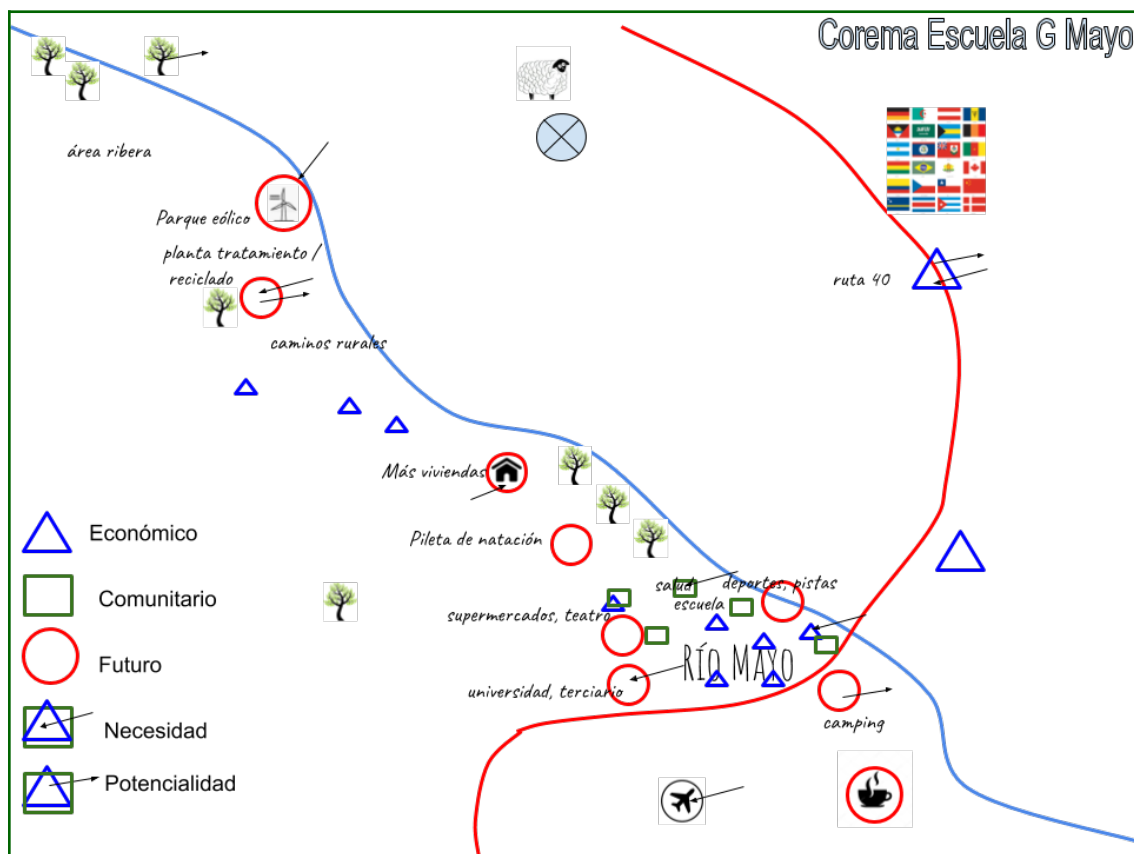 Corema Escuela G Mayo
área ribera
Parque eólico
planta tratamiento /
reciclado
ruta 40
caminos rurales
Más viviendas
Pileta de natación
Económico
Comunitario
Futuro
Necesidad
Potencialidad
salud
deportes, pistas
escuela
supermercados, teatro
RÍO MAYO
universidad, terciario
camping